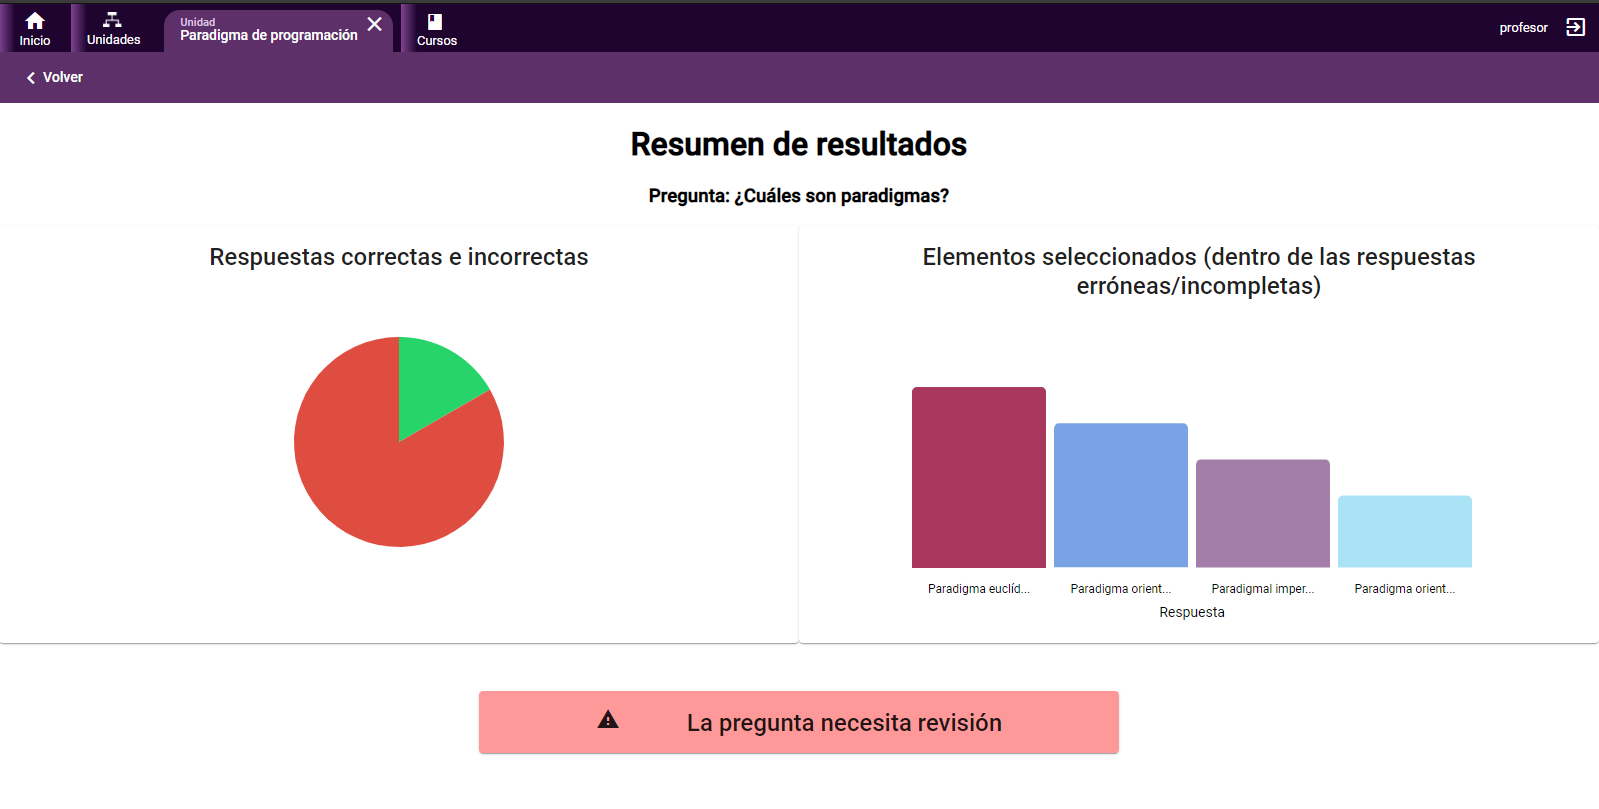 Inicio
Unidades
Unidad
Paradigma de programación
Cursos
profesor
Volver
Resumen de resultados
Pregunta: ¿Cuáles son paradigmas?
Respuestas correctas e incorrectas
Elementos seleccionados (dentro de las respuestas
erróneas/incompletas)
Paradigma euclíd...
Paradigma orient...
Paradigmal imper...
Paradigma orient...
Respuesta
La pregunta necesita revisión